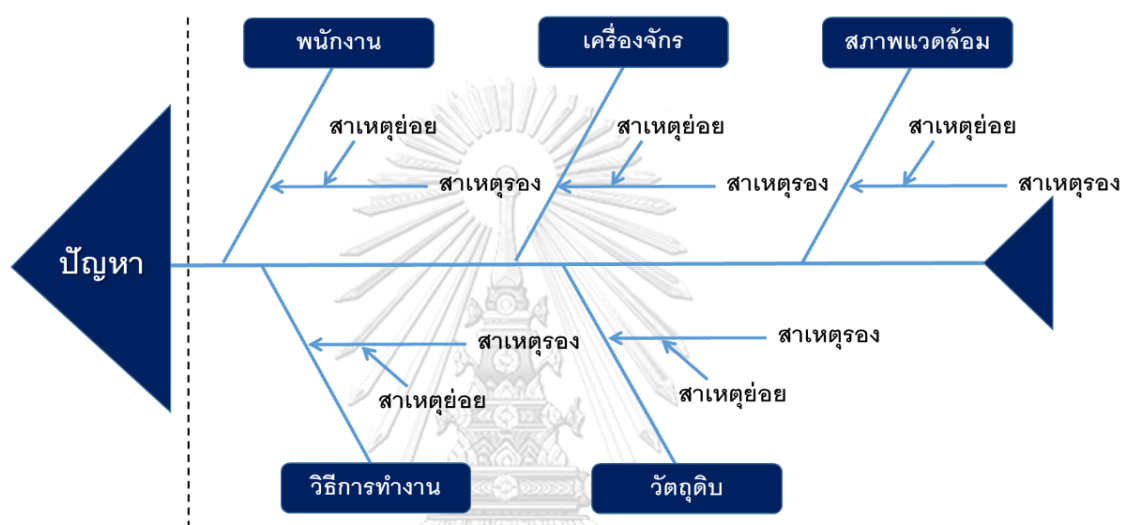 พนักงาน
เครื่องจักร
สภาพแวดล้อม
สาเหตุย่อย
สาเหตุย่อย
สาเหตุย่อย
สาเหตุรอง
สาเหตุรอง
สาเหตุรอง
ปัญหา
สาเหตุรอง
สาเหตุรอง
สาเหตุย่อย
สาเหตุย่อย
วิธีการทำงาน
วัตถุดิบ